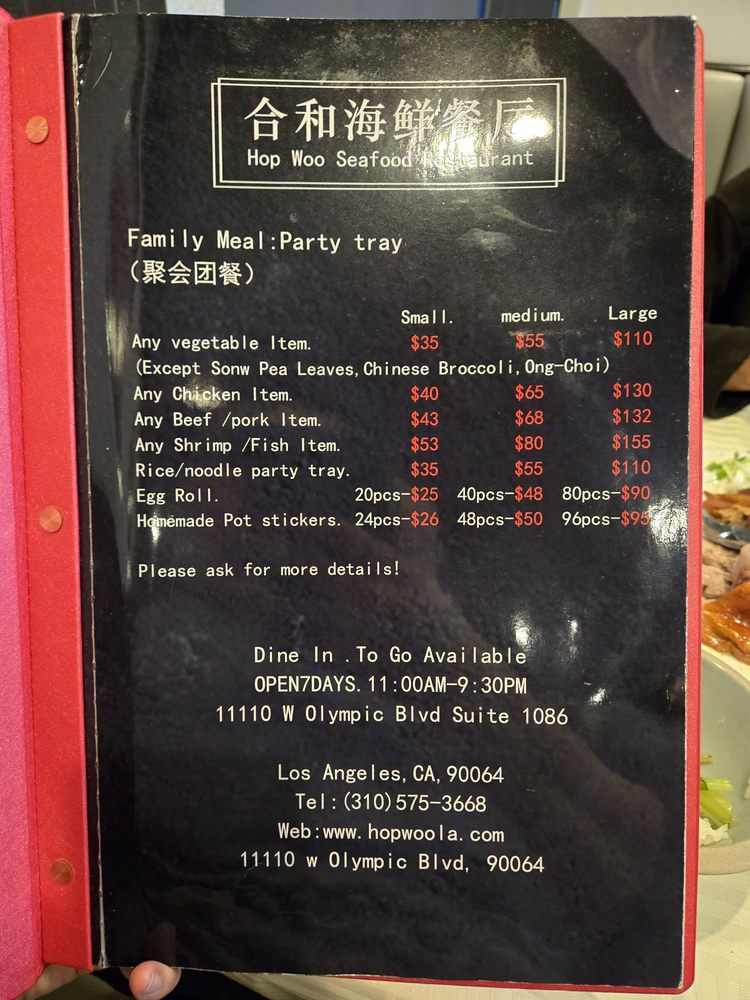 合和海鲜餐厅
Hop Woo Seafood Restaurant
Family Meal:Party tray
(聚会团餐)
Small. medium. Large
Any vegetable Item. $35 $55 $110
(Except Sonw Pea Leaves,Chinese Broccoli,Ong-Choi)
Any Chicken Item. $40 $65 $130
Any Beef /pork Item. $43 $68 $132
Any Shrimp /Fish Item. $53 $80 $155
Rice/noodle party tray. $35 $55 $110
Egg Roll. 20pcs-$25 40pcs-$48 80pcs-$90
Homemade Pot stickers. 24pcs-$26 48pcs-$50 96pcs-$95
Please ask for more details!
Dine In .To Go Available
OPEN7DAYS.11:00AM-9:30PM
11110 W Olympic Blvd Suite 1086
Los Angeles,CA,90064
Tel:(310)575-3668
Web:www.hopwoola.com
11110 w Olympic Blvd, 90064